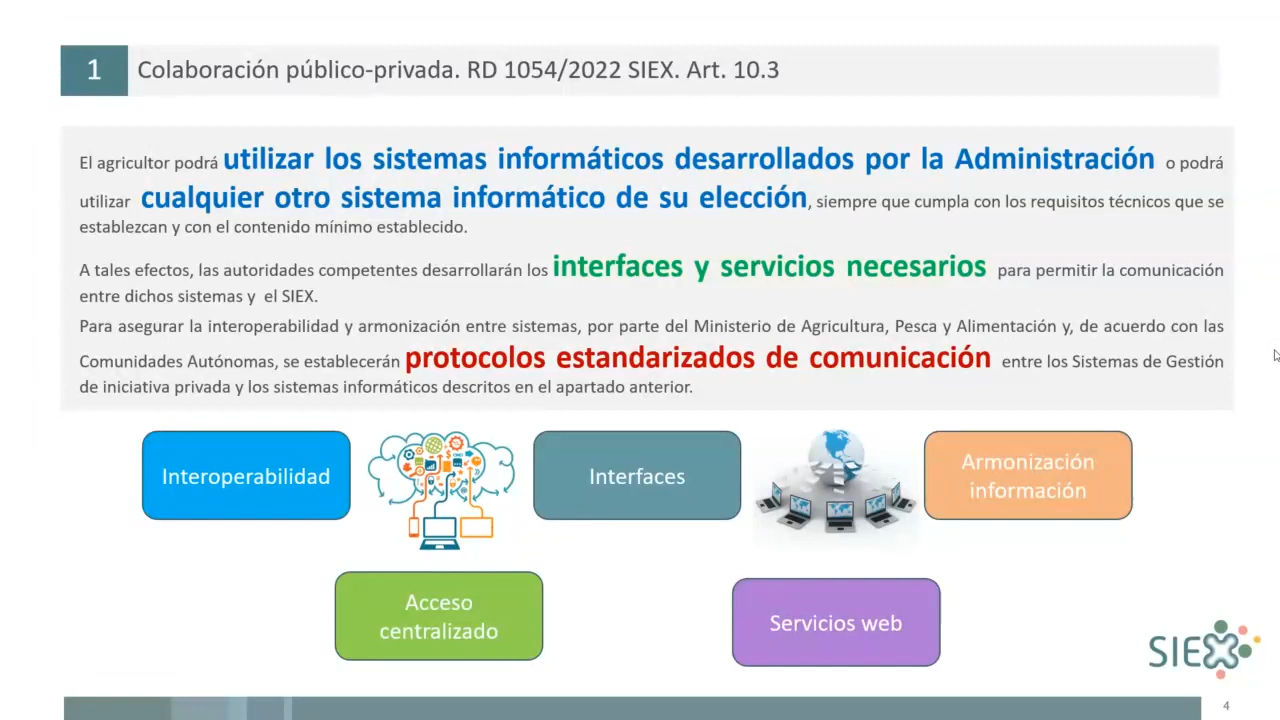 1 Colaboración público-privada. RD 1054/2022 SIEX. Art. 10.3
El agricultor podrá utilizar los sistemas informáticos desarrollados por la Administración o podrá
utilizar cualquier otro sistema informático de su elección, siempre que cumpla con los requisitos técnicos que se
establezcan y con el contenido mínimo establecido.
A tales efectos, las autoridades competentes desarrollarán los interfaces y servicios necesarios para permitir la comunicación
entre dichos sistemas y el SIEX.
Para asegurar la interoperabilidad y armonización entre sistemas, por parte del Ministerio de Agricultura, Pesca y Alimentación y, de acuerdo con las
Comunidades Autónomas, se establecerán protocolos estandarizados de comunicación entre los Sistemas de Gestión
de iniciativa privada y los sistemas informáticos descritos en el apartado anterior.
Interoperabilidad
Interfaces
Armonización
información
Acceso
centralizado
Servicios web
SIEX
4